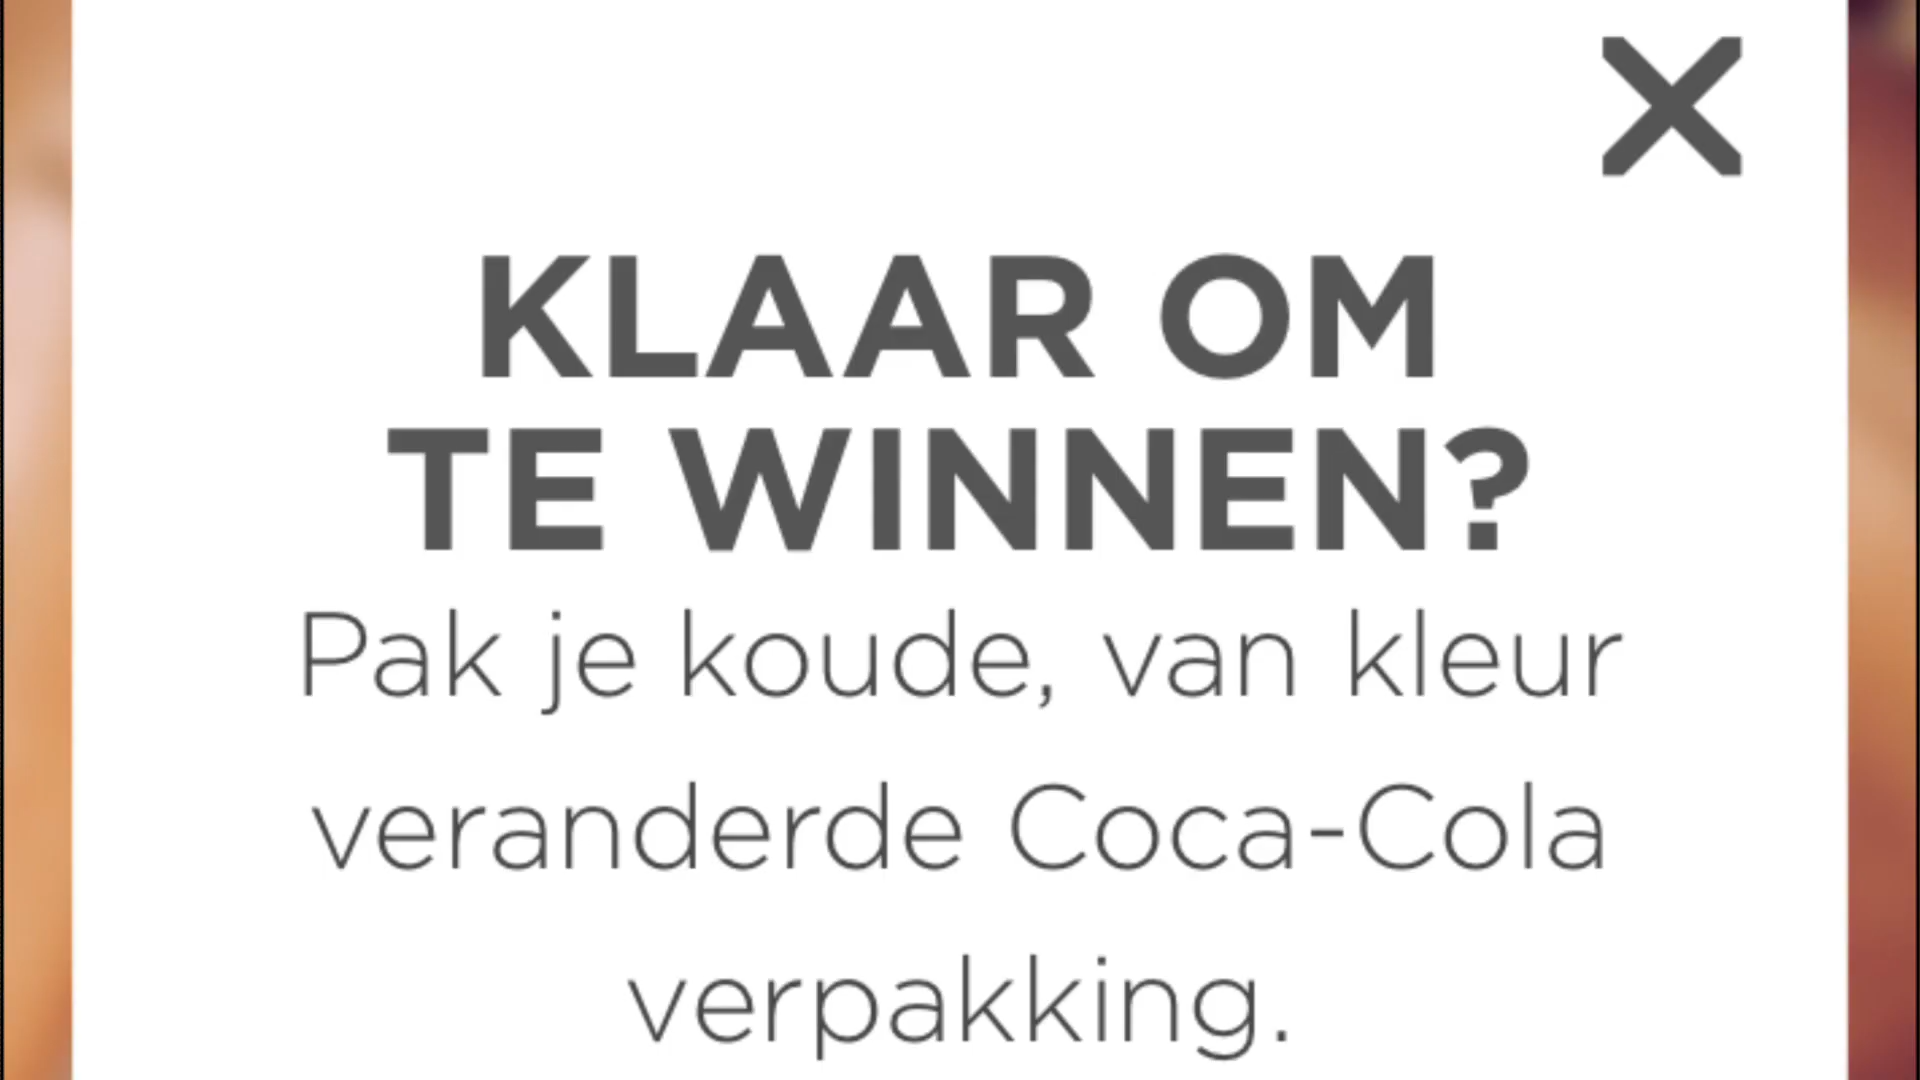 KLAAR OM
TE WINNEN?
Pak je koude, van kleur
veranderde Coca-Cola
verpakking.